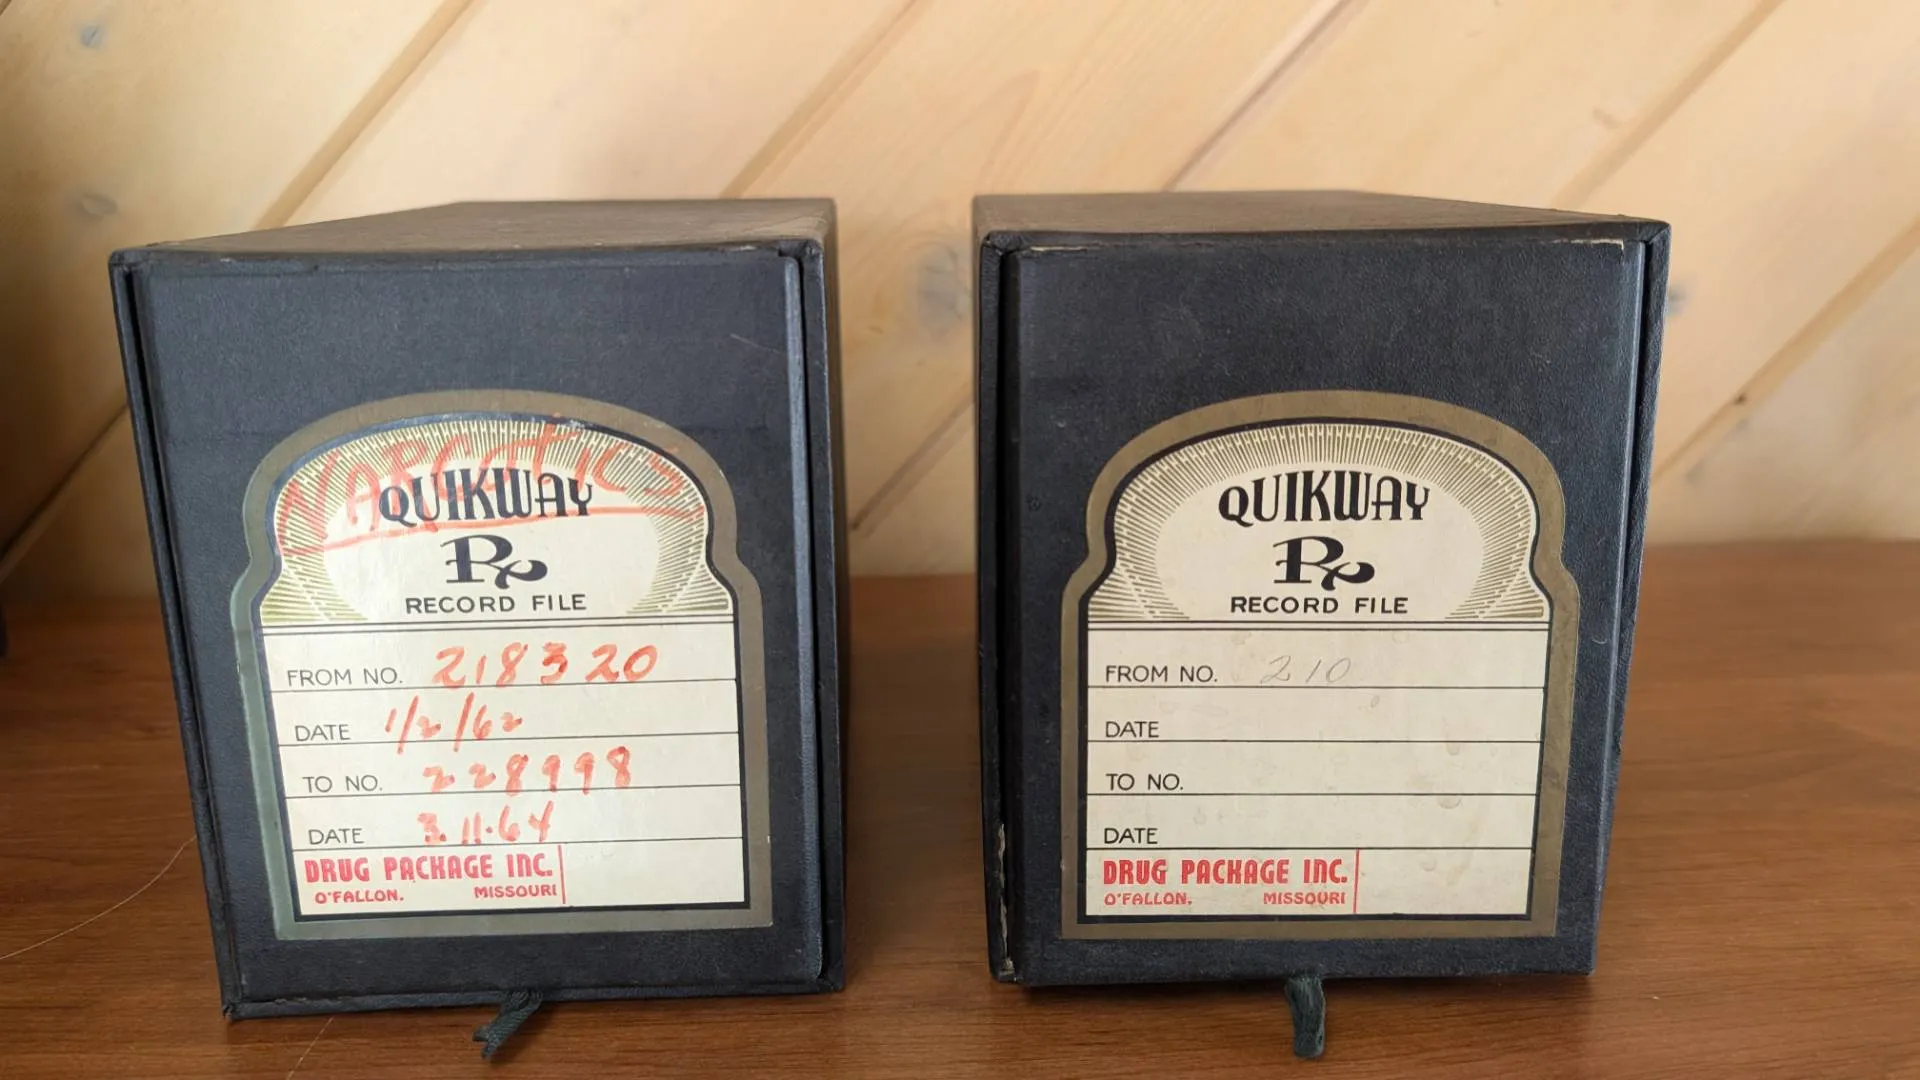 NARCOTICS
QUIKWAY
Rx
RECORD FILE
FROM NO. 218320
DATE 1/2/62
TO NO. 228998
DATE 3.11.64
DRUG PACKAGE INC.
O'FALLON, MISSOURI
QUIKWAY
Rx
RECORD FILE
FROM NO. 210
DATE
TO NO.
DATE
DRUG PACKAGE INC.
O'FALLON, MISSOURI